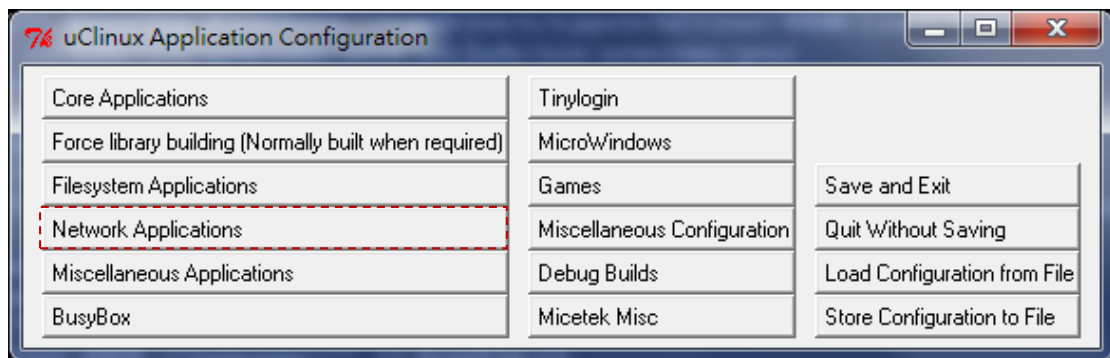 uClinux Application Configuration
Core Applications
Force library building (Normally built when required)
Filesystem Applications
Network Applications
Miscellaneous Applications
BusyBox
Tinylogin
MicroWindows
Games
Miscellaneous Configuration
Debug Builds
Micetek Misc
Save and Exit
Quit Without Saving
Load Configuration from File
Store Configuration to File